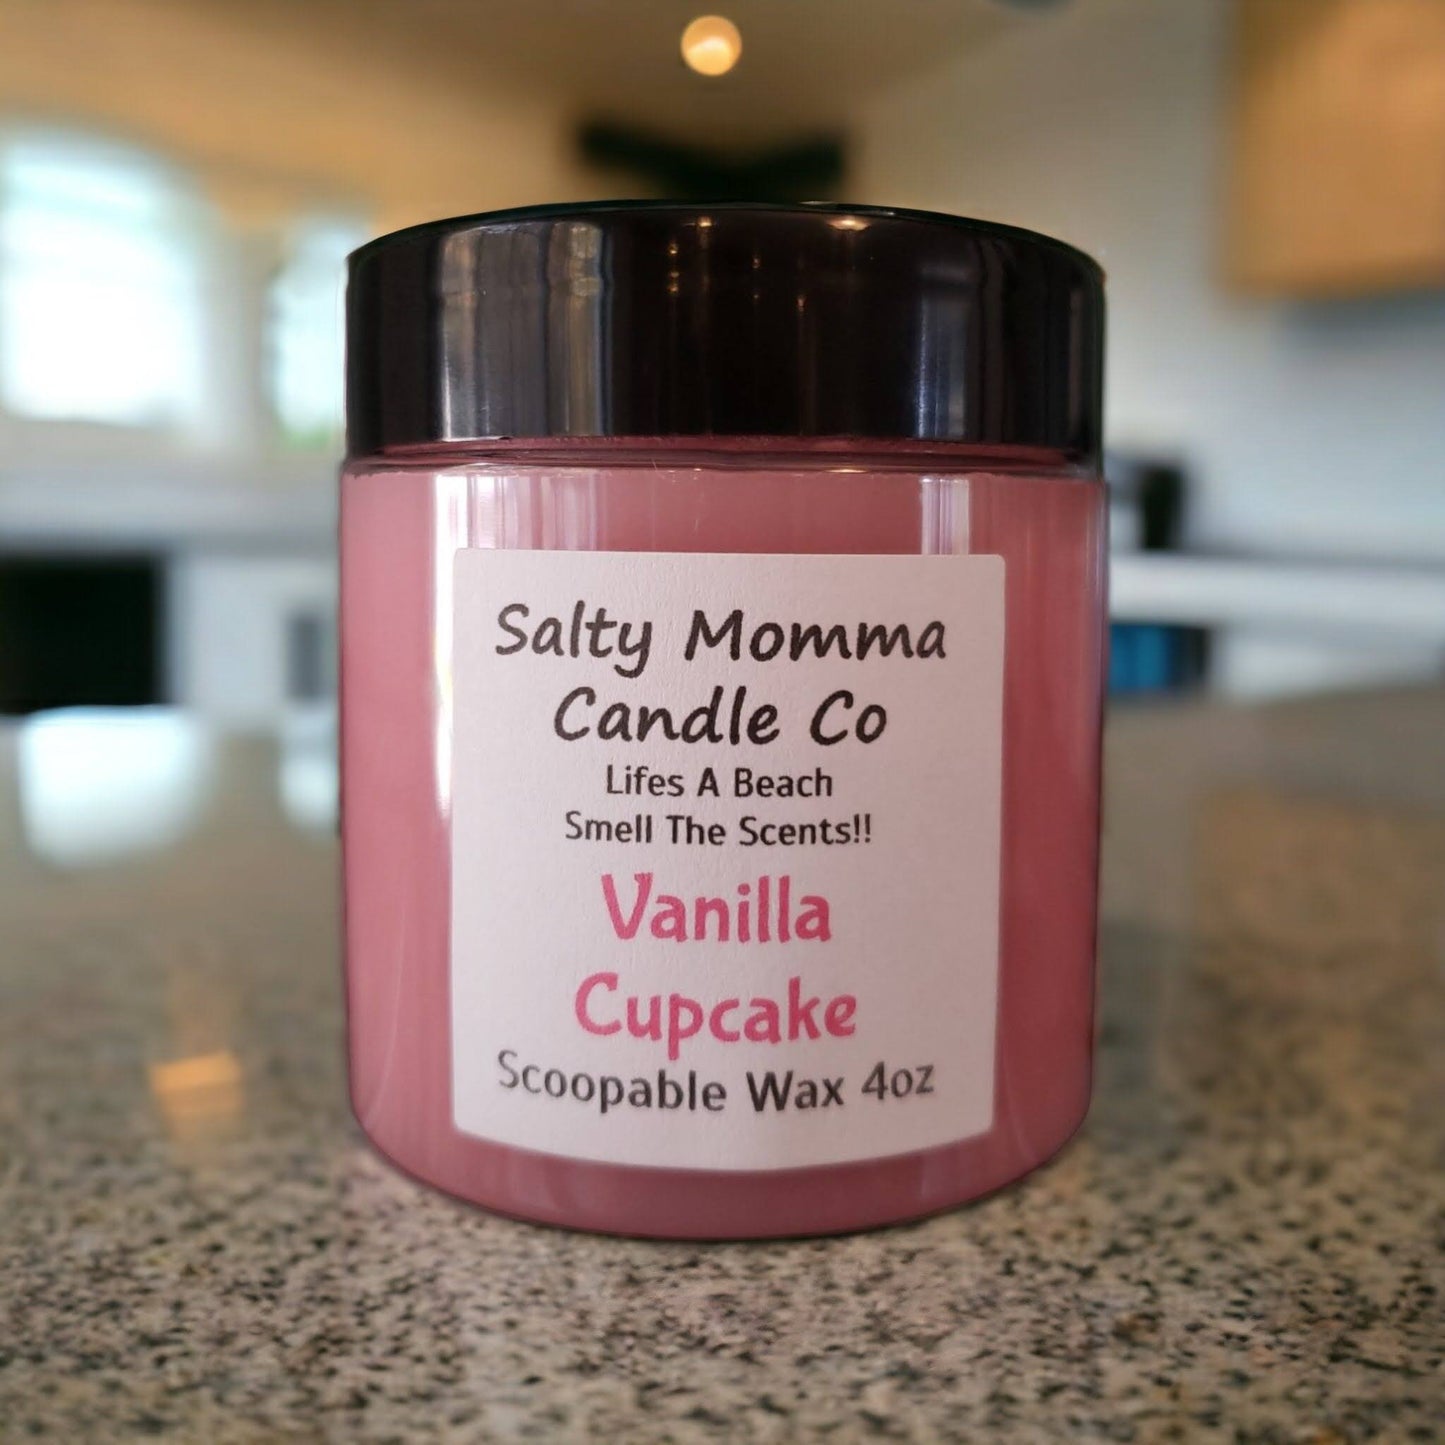 Salty Momma
Candle Co
Lifes A Beach
Smell The Scents!!
Vanilla
Cupcake
Scoopable Wax 4oz